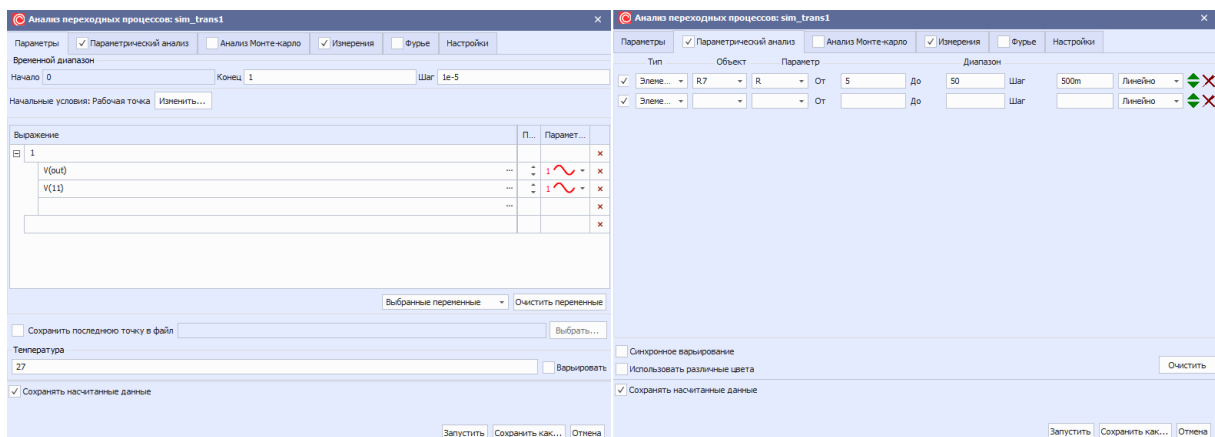 Анализ переходных процессов: sim_trans1
Параметры Параметрический анализ Анализ Монте-карло Измерения Фурье Настройки
Временной диапазон
Начало 0 Конец 1 Шаг 1e-5
Начальные условия: Рабочая точка Изменить...
Выражение П... Парамет...
1
V(out) ... 1
V(11) ... 1
...
Выбранные переменные Очистить переменные
Сохранить последнюю точку в файл Выбрать...
Температура
27 Варьировать
Сохранять насчитанные данные
Запустить Сохранить как... Отмена
Анализ переходных процессов: sim_trans1
Параметры Параметрический анализ Анализ Монте-карло Измерения Фурье Настройки
Тип Объект Параметр Диапазон
Элеме... R7 R От 5 До 50 Шаг 500m Линейно
Элеме... От До Шаг Линейно
Синхронное варьирование
Использовать различные цвета Очистить
Сохранять насчитанные данные
Запустить Сохранить как... Отмена